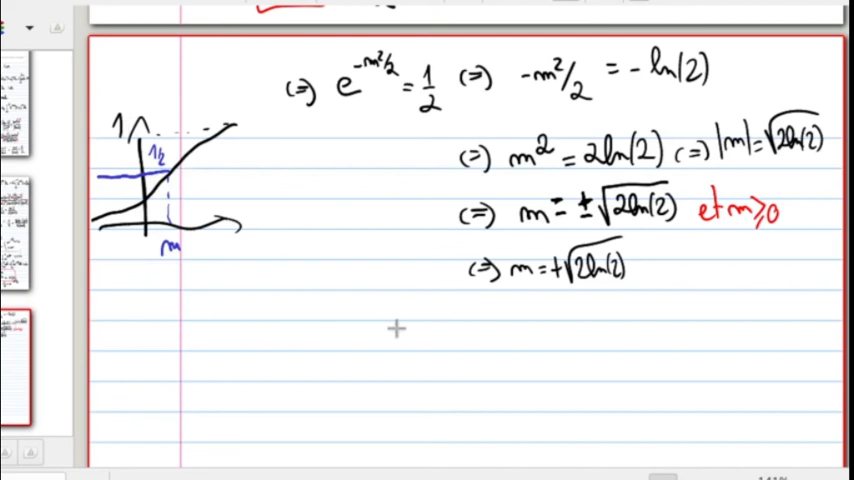 (=) e^{-m²/2} = 1/2 (=) -m²/2 = - ln(2)
1
1/2
(=) m² = 2ln(2) (=) |m| = √2ln(2)
(=) m = ± √2ln(2) et m ≥ 0
m
(=) m = +√2ln(2)